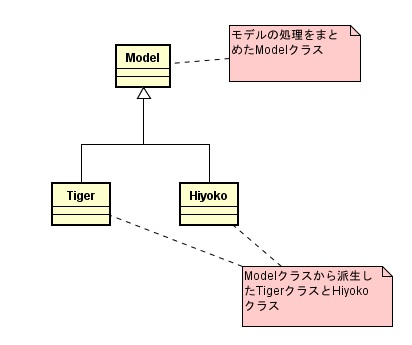 モデルの処理をまと
めたModelクラス
Model
Tiger
Hiyoko
Modelクラスから派生し
たTigerクラスとHiyoko
クラス